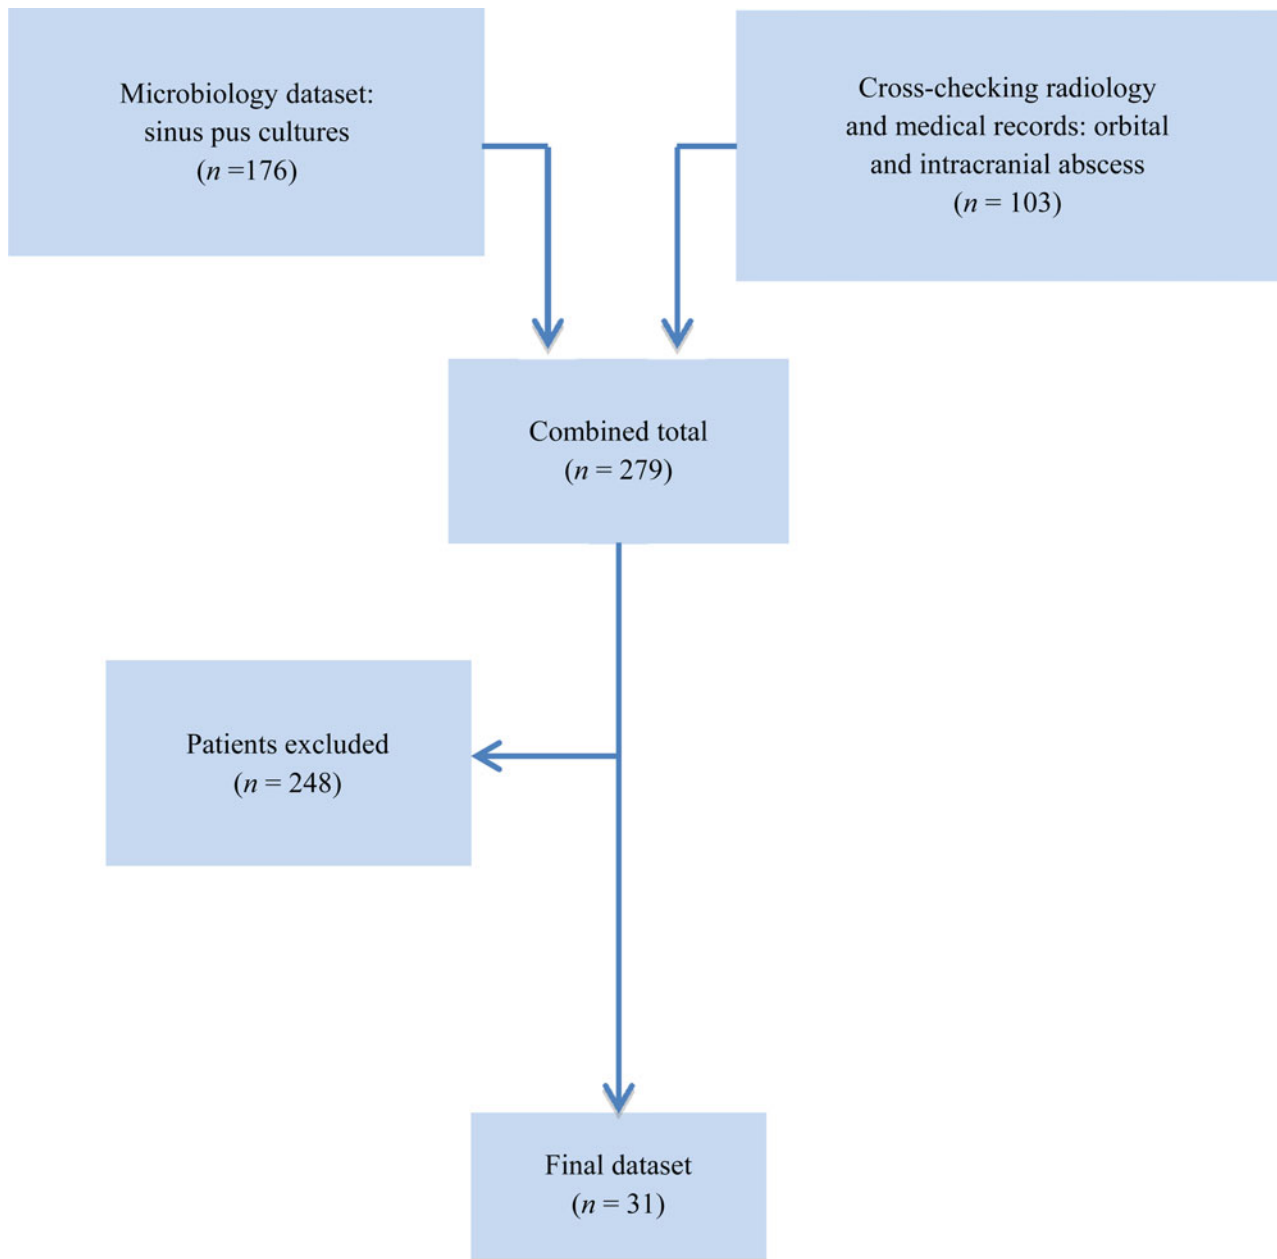 Microbiology dataset:
sinus pus cultures
(n =176)
Cross-checking radiology
and medical records: orbital
and intracranial abscess
(n = 103)
Combined total
(n = 279)
Patients excluded
(n = 248)
Final dataset
(n = 31)